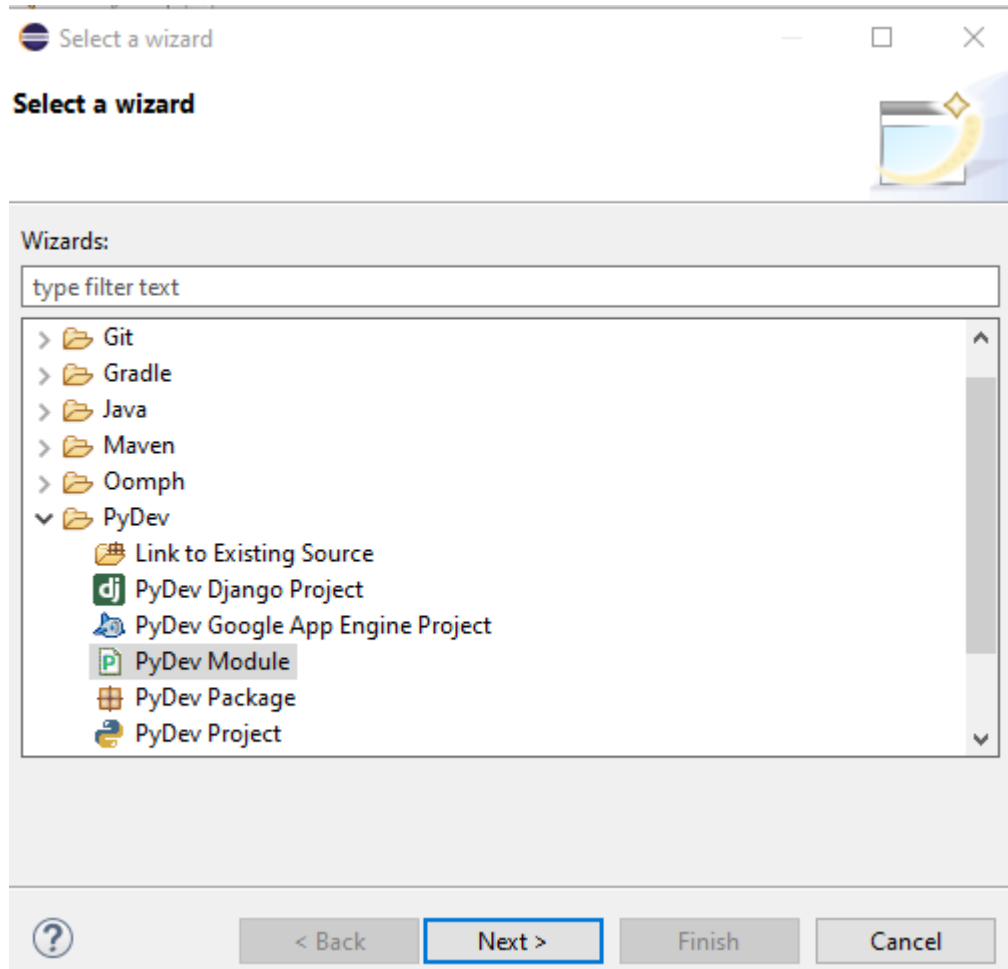 Select a wizard
Select a wizard
Wizards:
type filter text
Git
Gradle
Java
Maven
Oomph
PyDev
Link to Existing Source
dj PyDev Django Project
PyDev Google App Engine Project
P PyDev Module
PyDev Package
PyDev Project
? < Back Next > Finish Cancel